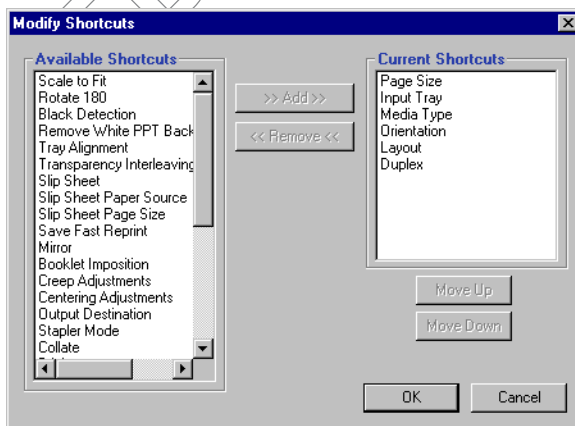 Modify Shortcuts
Available Shortcuts
Scale to Fit
Rotate 180
Black Detection
Remove White PPT Back
Tray Alignment
Transparency Interleaving
Slip Sheet
Slip Sheet Paper Source
Slip Sheet Page Size
Save Fast Reprint
Mirror
Booklet Imposition
Creep Adjustments
Centering Adjustments
Output Destination
Stapler Mode
Collate
>> Add >>
<< Remove <<
Current Shortcuts
Page Size
Input Tray
Media Type
Orientation
Layout
Duplex
Move Up
Move Down
OK
Cancel